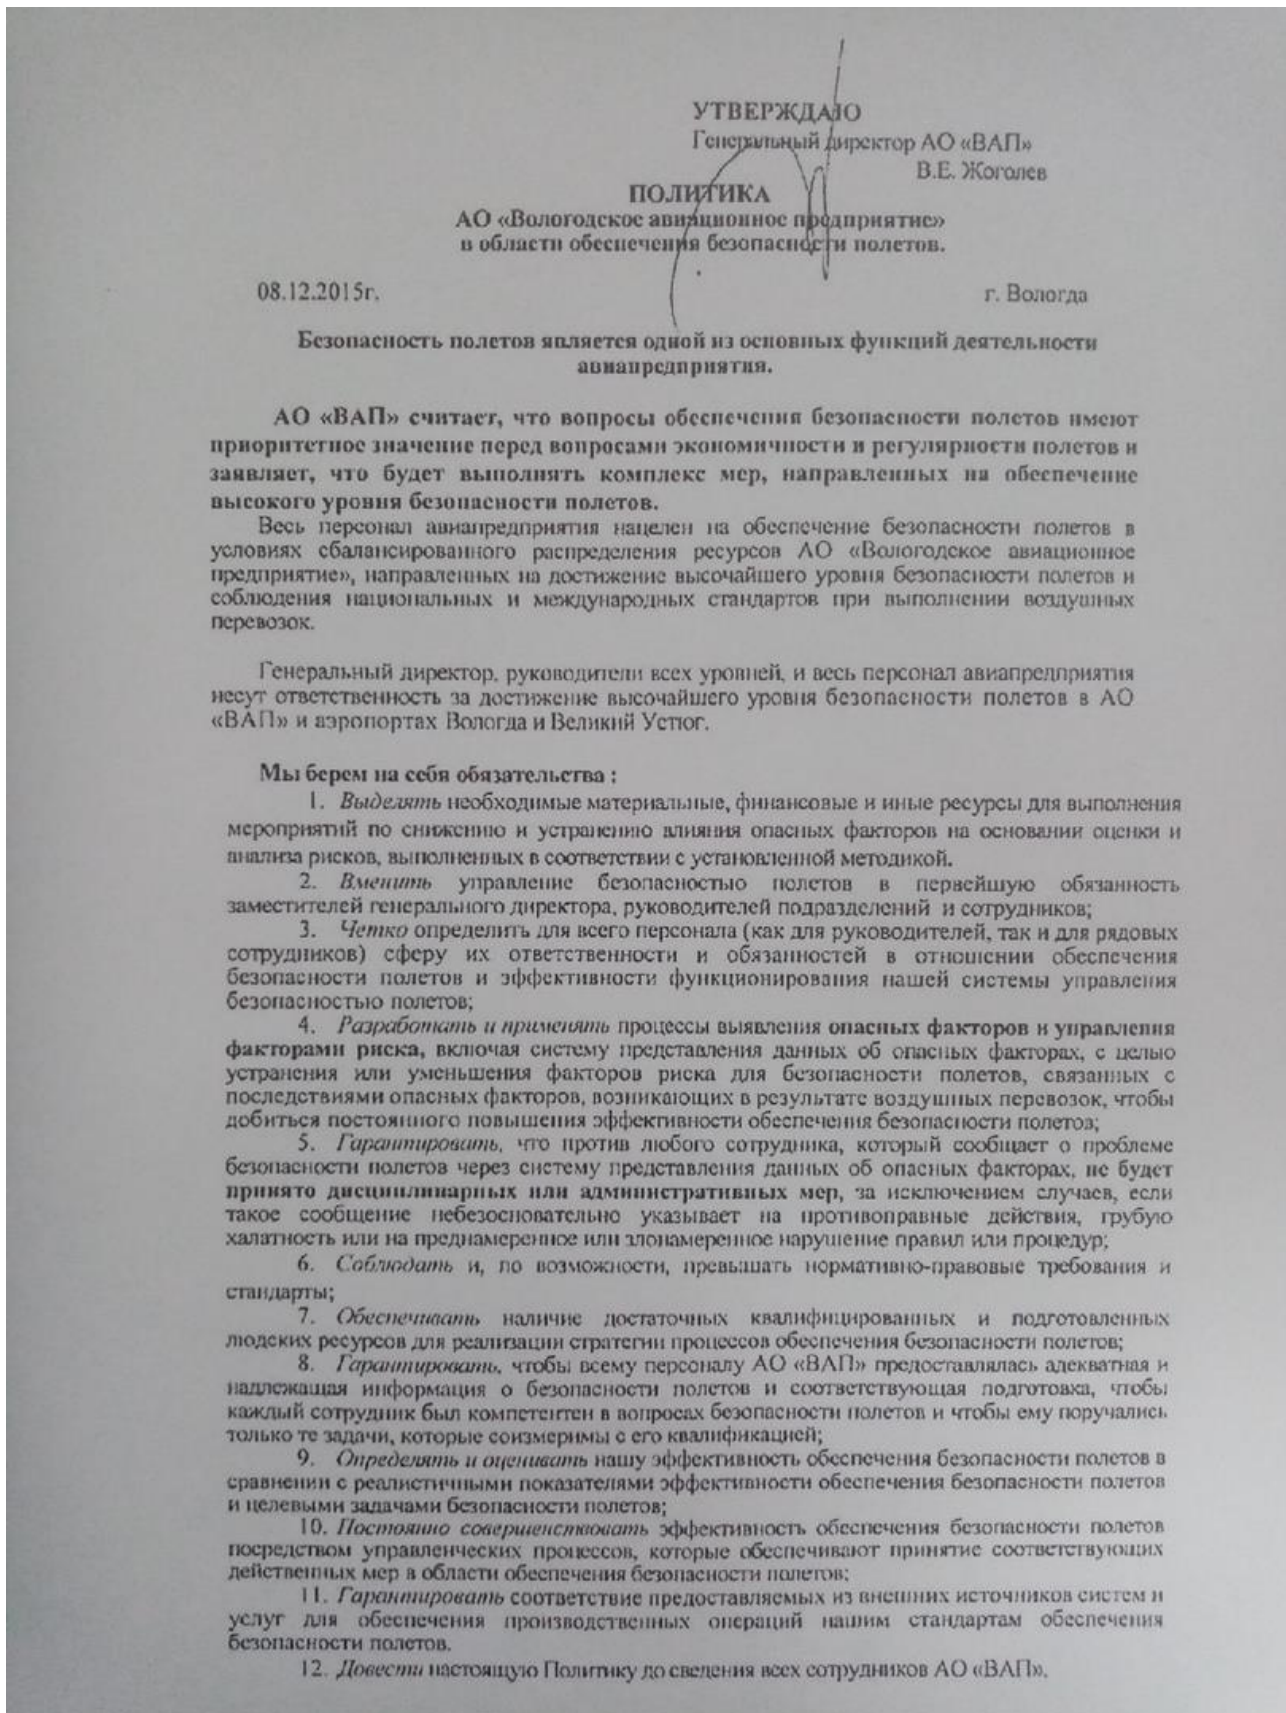 УТВЕРЖДАЮ
Генеральный директор АО «ВАП»
В.Е. Жоголев
ПОЛИТИКА
АО «Вологодское авиационное предприятие»
в области обеспечения безопасности полетов.
08.12.2015г. г. Вологда
Безопасность полетов является одной из основных функций деятельности
авиапредприятия.
АО «ВАП» считает, что вопросы обеспечения безопасности полетов имеют
приоритетное значение перед вопросами экономичности и регулярности полетов и
заявляет, что будет выполнять комплекс мер, направленных на обеспечение
высокого уровня безопасности полетов.
Весь персонал авиапредприятия нацелен на обеспечение безопасности полетов в
условиях сбалансированного распределения ресурсов АО «Вологодское авиационное
предприятие», направленных на достижение высочайшего уровня безопасности полетов и
соблюдения национальных и международных стандартов при выполнении воздушных
перевозок.
Генеральный директор, руководители всех уровней, и весь персонал авиапредприятия
несут ответственность за достижение высочайшего уровня безопасности полетов в АО
«ВАП» и аэропортах Вологда и Великий Устюг.
Мы берем на себя обязательства :
1. Выделять необходимые материальные, финансовые и иные ресурсы для выполнения
мероприятий по снижению и устранению влияния опасных факторов на основании оценки и
анализа рисков, выполненных в соответствии с установленной методикой.
2. Вменить управление безопасностью полетов в первейшую обязанность
заместителей генерального директора, руководителей подразделений и сотрудников;
3. Четко определить для всего персонала (как для руководителей, так и для рядовых
сотрудников) сферу их ответственности и обязанностей в отношении обеспечения
безопасности полетов и эффективности функционирования нашей системы управления
безопасностью полетов;
4. Разработать и применять процессы выявления опасных факторов и управления
факторами риска, включая систему представления данных об опасных факторах, с целью
устранения или уменьшения факторов риска для безопасности полетов, связанных с
последствиями опасных факторов, возникающих в результате воздушных перевозок, чтобы
добиться постоянного повышения эффективности обеспечения безопасности полетов;
5. Гарантировать, что против любого сотрудника, который сообщает о проблеме
безопасности полетов через систему представления данных об опасных факторах, не будет
принято дисциплинарных или административных мер, за исключением случаев, если
такое сообщение небезосновательно указывает на противоправные действия, грубую
халатность или на преднамеренное или злонамеренное нарушение правил или процедур;
6. Соблюдать и, по возможности, превышать нормативно-правовые требования и
стандарты;
7. Обеспечивать наличие достаточных квалифицированных и подготовленных
людских ресурсов для реализации стратегии процессов обеспечения безопасности полетов;
8. Гарантировать, чтобы всему персоналу АО «ВАП» предоставлялась адекватная и
надлежащая информация о безопасности полетов и соответствующая подготовка, чтобы
каждый сотрудник был компетентен в вопросах безопасности полетов и чтобы ему поручались
только те задачи, которые соизмеримы с его квалификацией;
9. Определять и оценивать нашу эффективность обеспечения безопасности полетов в
сравнении с реалистичными показателями эффективности обеспечения безопасности полетов
и целевыми задачами безопасности полетов;
10. Постоянно совершенствовать эффективность обеспечения безопасности полетов
посредством управленческих процессов, которые обеспечивают принятие соответствующих
действенных мер в области обеспечения безопасности полетов;
11. Гарантировать соответствие предоставляемых из внешних источников систем и
услуг для обеспечения производственных операций нашим стандартам обеспечения
безопасности полетов.
12. Довести настоящую Политику до сведения всех сотрудников АО «ВАП».